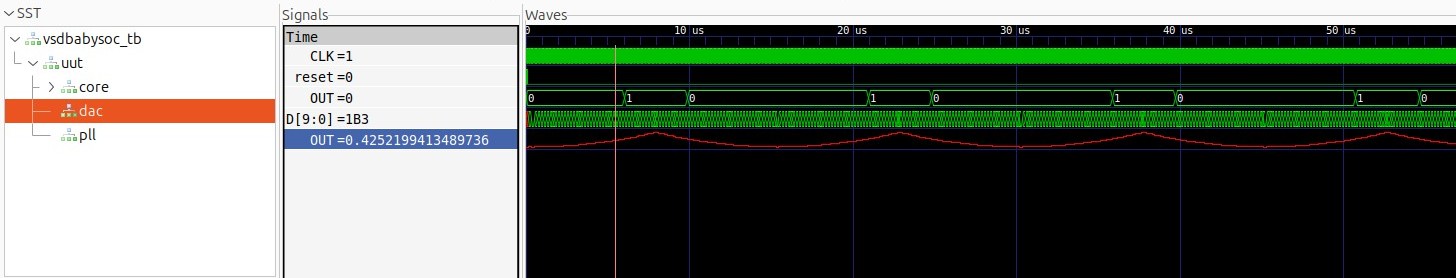 SST
vsdbabysoc_tb
uut
core
dac
pll
Signals
Time
CLK=1
reset=0
OUT=0
D[9:0]=1B3
OUT=0.4252199413489736
Waves
0 10 us 20 us 30 us 40 us 50 us
0 1 0 1 0 1 0 1 0